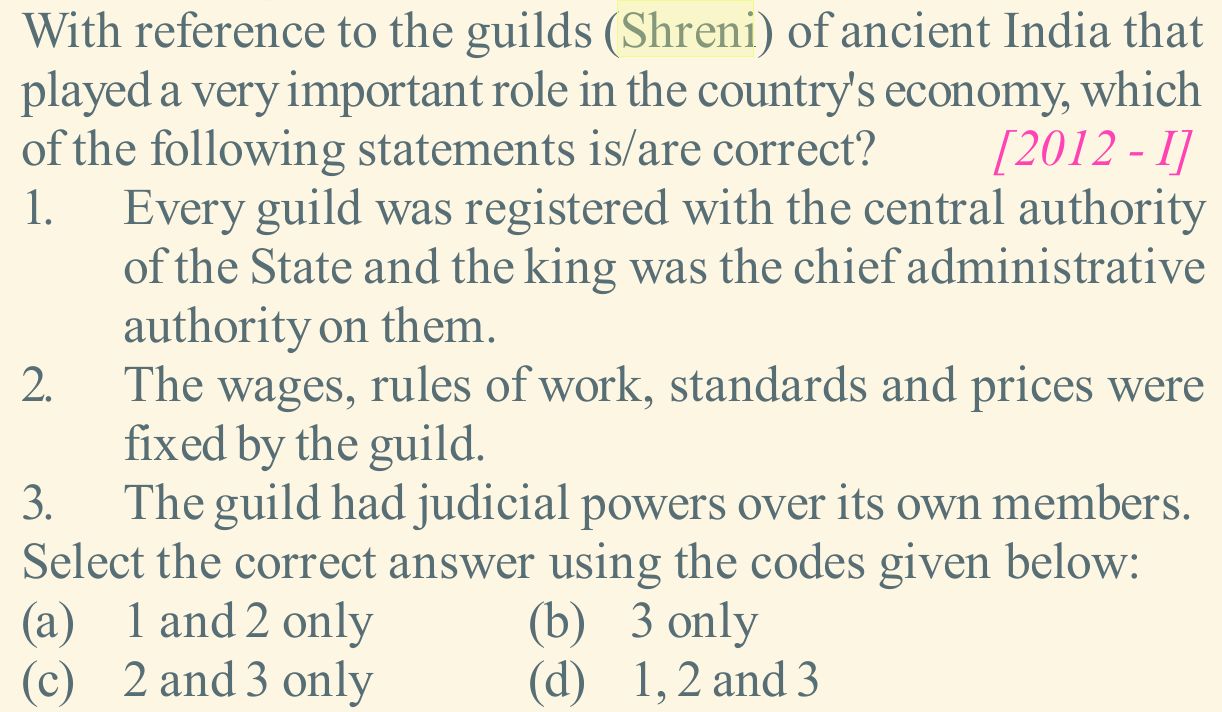 With reference to the guilds (Shreni) of ancient India that
played a very important role in the country's economy, which
of the following statements is/are correct? [2012 - I]
1. Every guild was registered with the central authority
of the State and the king was the chief administrative
authority on them.
2. The wages, rules of work, standards and prices were
fixed by the guild.
3. The guild had judicial powers over its own members.
Select the correct answer using the codes given below:
(a) 1 and 2 only (b) 3 only
(c) 2 and 3 only (d) 1, 2 and 3